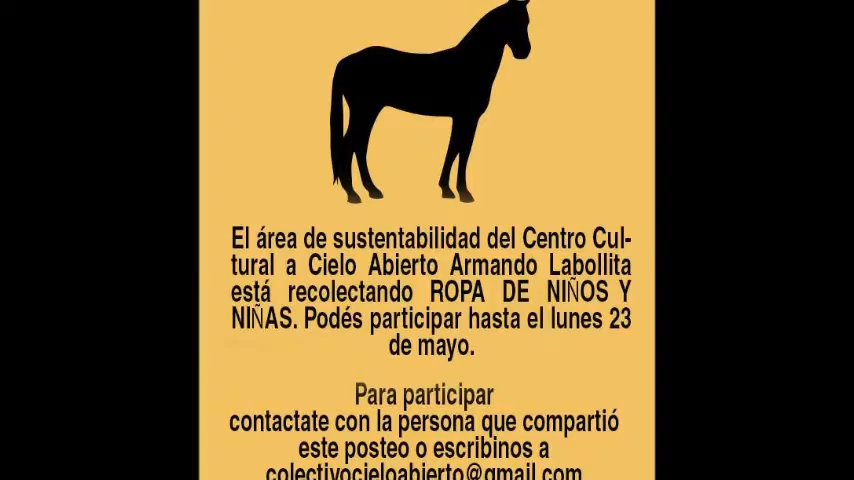 El área de sustentabilidad del Centro Cul-
tural a Cielo Abierto Armando Labollita
está recolectando ROPA DE NIÑOS Y
NIÑAS. Podés participar hasta el lunes 23
de mayo.
Para participar
contactate con la persona que compartió
este posteo o escribinos a
colectivocieloabierto@gmail.com